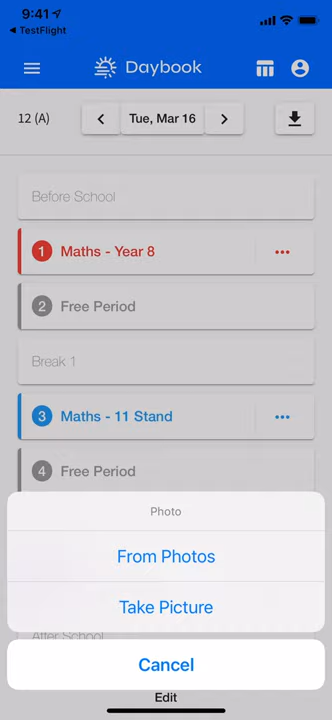 9:41
TestFlight
Daybook
12 (A)
Tue, Mar 16
Before School
1 Maths - Year 8
2 Free Period
Break 1
3 Maths - 11 Stand
4 Free Period
Photo
From Photos
Take Picture
After School
Cancel
Edit